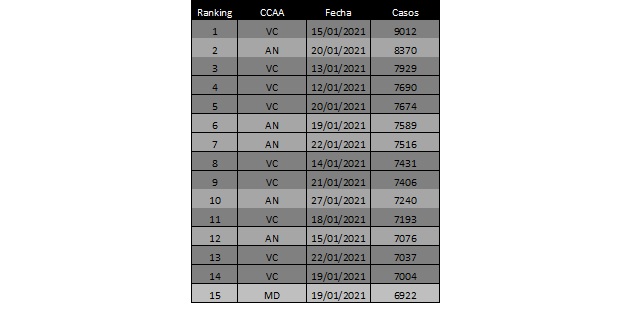 Ranking CCAA Fecha Casos
1 VC 15/01/2021 9012
2 AN 20/01/2021 8370
3 VC 13/01/2021 7929
4 VC 12/01/2021 7690
5 VC 20/01/2021 7674
6 AN 19/01/2021 7589
7 AN 22/01/2021 7516
8 VC 14/01/2021 7431
9 VC 21/01/2021 7406
10 AN 27/01/2021 7240
11 VC 18/01/2021 7193
12 AN 15/01/2021 7076
13 VC 22/01/2021 7037
14 VC 19/01/2021 7004
15 MD 19/01/2021 6922